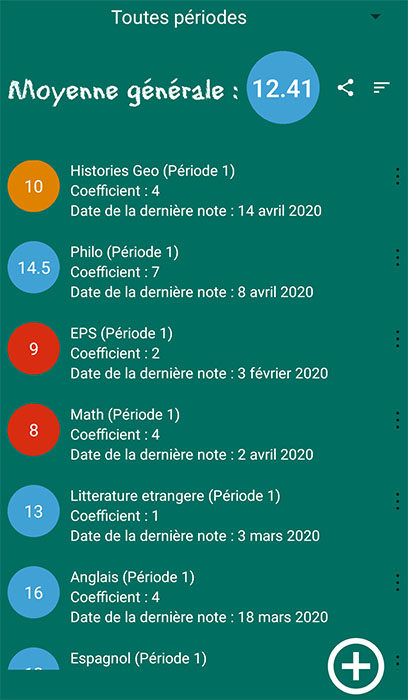 Toutes périodes
Moyenne générale : 12.41
10
Histories Geo (Période 1)
Coefficient : 4
Date de la dernière note : 14 avril 2020
14.5
Philo (Période 1)
Coefficient : 7
Date de la dernière note : 8 avril 2020
9
EPS (Période 1)
Coefficient : 2
Date de la dernière note : 3 février 2020
8
Math (Période 1)
Coefficient : 4
Date de la dernière note : 2 avril 2020
13
Litterature etrangere (Période 1)
Coefficient : 1
Date de la dernière note : 3 mars 2020
16
Anglais (Période 1)
Coefficient : 4
Date de la dernière note : 18 mars 2020
Espagnol (Période 1)